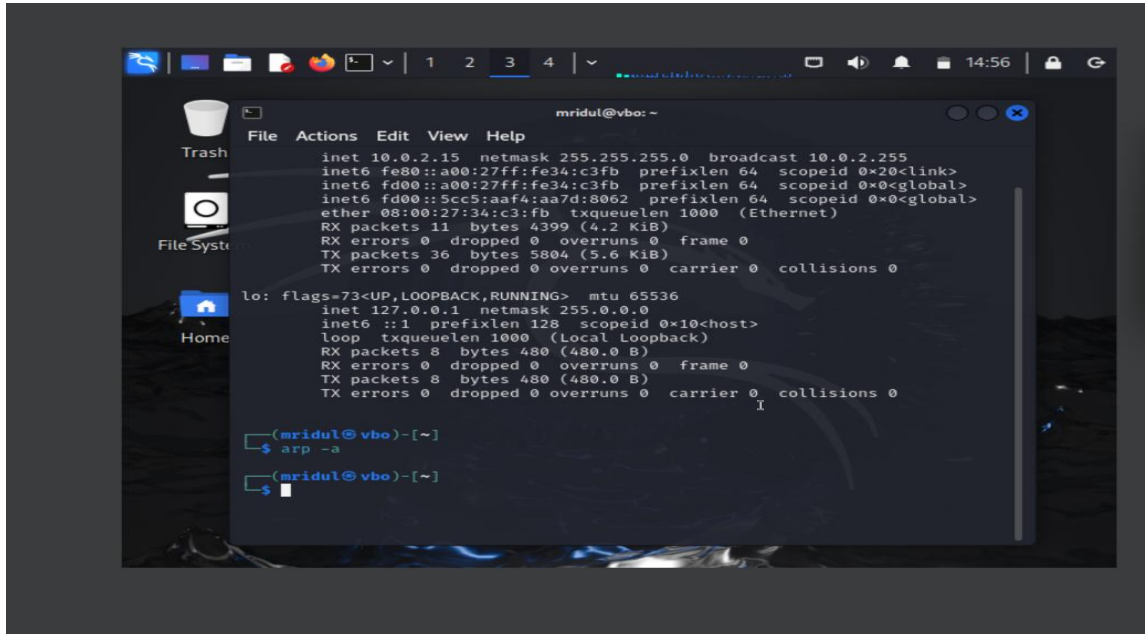 1 2 3 4 14:56
mridul@vbo: ~
File Actions Edit View Help
Trash
File System
Home
inet 10.0.2.15 netmask 255.255.255.0 broadcast 10.0.2.255
inet6 fe80::a00:27ff:fe34:c3fb prefixlen 64 scopeid 0×20<link>
inet6 fd00::a00:27ff:fe34:c3fb prefixlen 64 scopeid 0×0<global>
inet6 fd00::5cc5:aaf4:aa7d:8062 prefixlen 64 scopeid 0×0<global>
ether 08:00:27:34:c3:fb txqueuelen 1000 (Ethernet)
RX packets 11 bytes 4399 (4.2 KiB)
RX errors 0 dropped 0 overruns 0 frame 0
TX packets 36 bytes 5804 (5.6 KiB)
TX errors 0 dropped 0 overruns 0 carrier 0 collisions 0
lo: flags=73<UP,LOOPBACK,RUNNING> mtu 65536
inet 127.0.0.1 netmask 255.0.0.0
inet6 ::1 prefixlen 128 scopeid 0×10<host>
loop txqueuelen 1000 (Local Loopback)
RX packets 8 bytes 480 (480.0 B)
RX errors 0 dropped 0 overruns 0 frame 0
TX packets 8 bytes 480 (480.0 B)
TX errors 0 dropped 0 overruns 0 carrier 0 collisions 0
┌──(mridul㉿vbo)-[~]
└─$ arp -a
┌──(mridul㉿vbo)-[~]
└─$